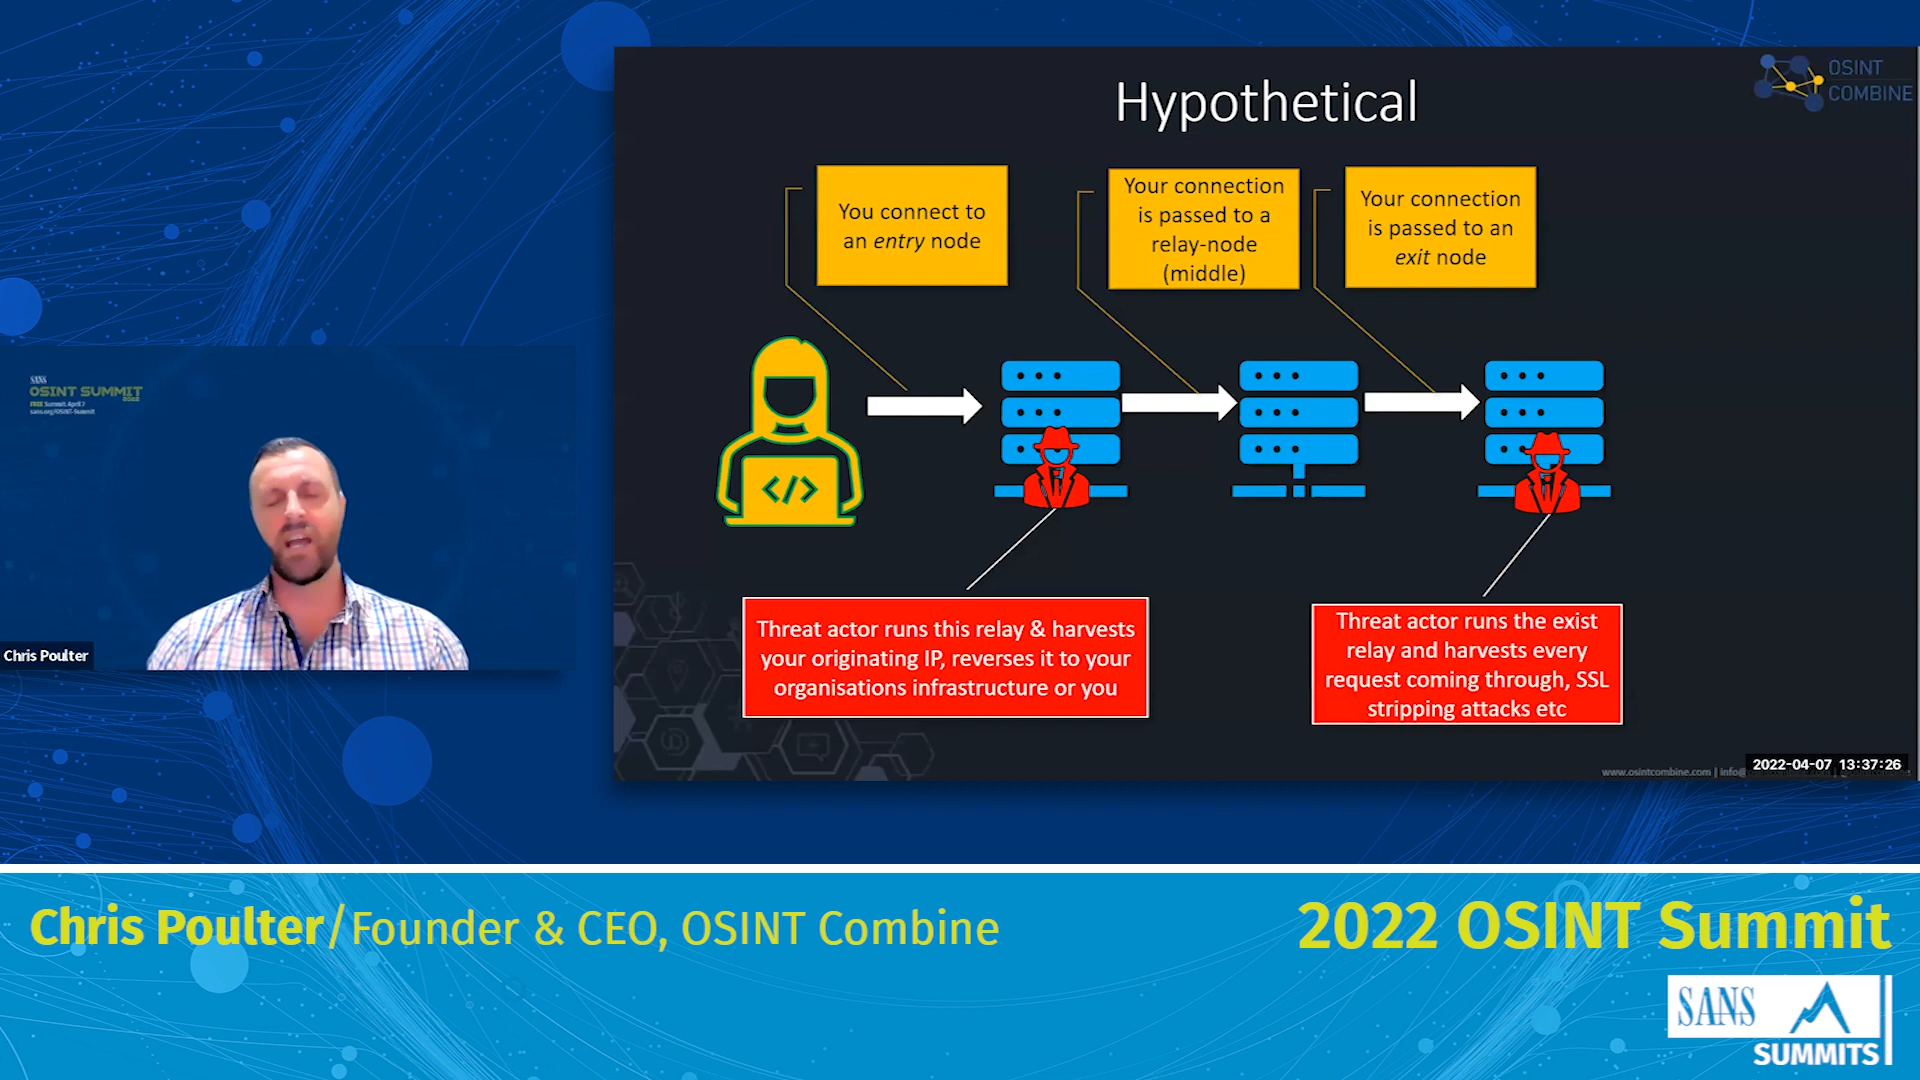 Hypothetical
OSINT
COMBINE
You connect to
an entry node
Your connection
is passed to a
relay-node
(middle)
Your connection
is passed to an
exit node
</>
Threat actor runs this relay & harvests
your originating IP, reverses it to your
organisations infrastructure or you
Threat actor runs the exist
relay and harvests every
request coming through, SSL
stripping attacks etc
www.osintcombine.com | info@
2022-04-07 13:37:26
SANS
OSINT SUMMIT
2022
FREE Summit: April 7
sans.org/OSINT-Summit
Chris Poulter
Chris Poulter/Founder & CEO, OSINT Combine
2022 OSINT Summit
SANS
SUMMITS